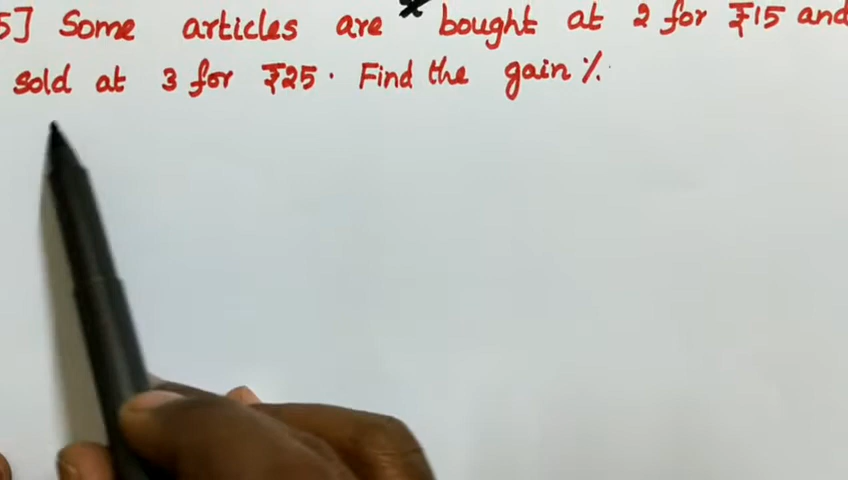 5] Some articles are bought at 2 for ₹15 and
sold at 3 for ₹25. Find the gain %.